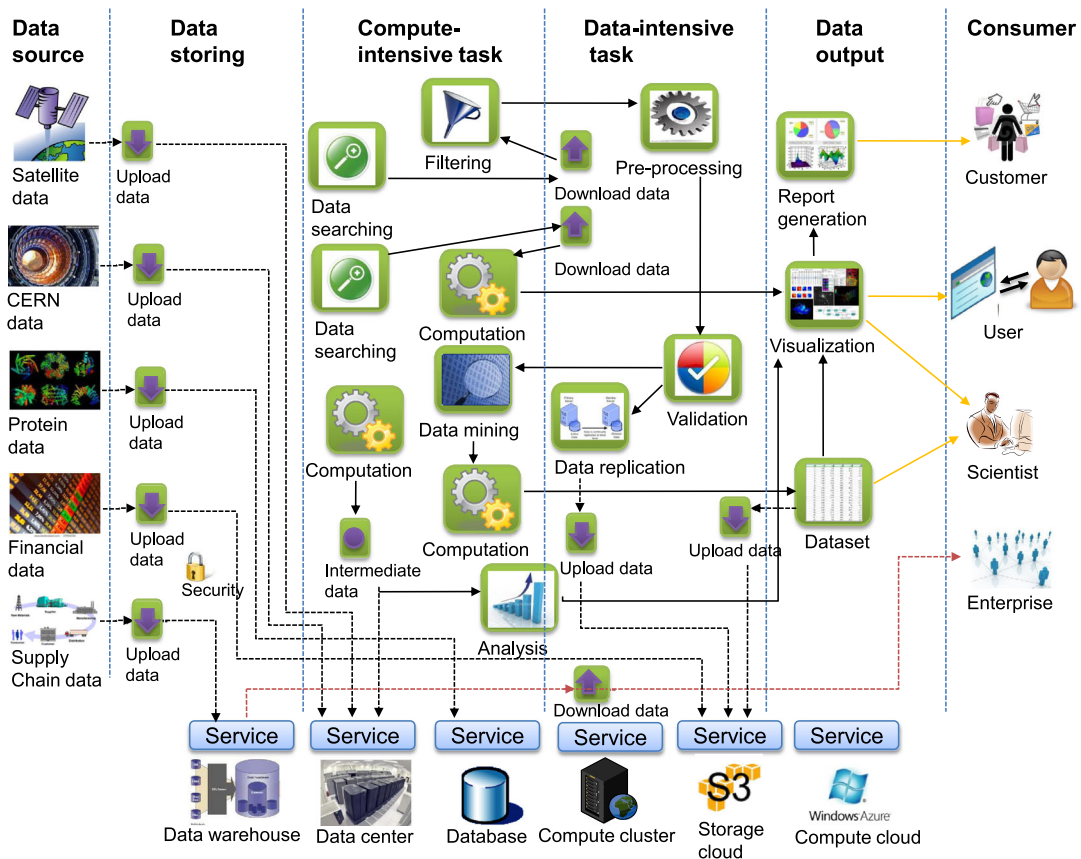 Data
source
Data
storing
Compute-
intensive task
Data-intensive
task
Data
output
Consumer
Satellite
data
Upload
data
Filtering
Download data
Pre-processing
Data
searching
Report
generation
Customer
CERN
data
Upload
data
Data
searching
Download data
Computation
Visualization
User
Protein
data
Upload
data
Computation
Data mining
Validation
Data replication
Scientist
Financial
data
Upload
data
Security
Intermediate
data
Computation
Upload data
Upload data
Dataset
Enterprise
Supply
Chain data
Upload
data
Analysis
Download data
Service
Service
Service
Service
Service
Service
Data warehouse
Data center
Database
Compute cluster
S3
Storage
cloud
Windows Azure
Compute cloud